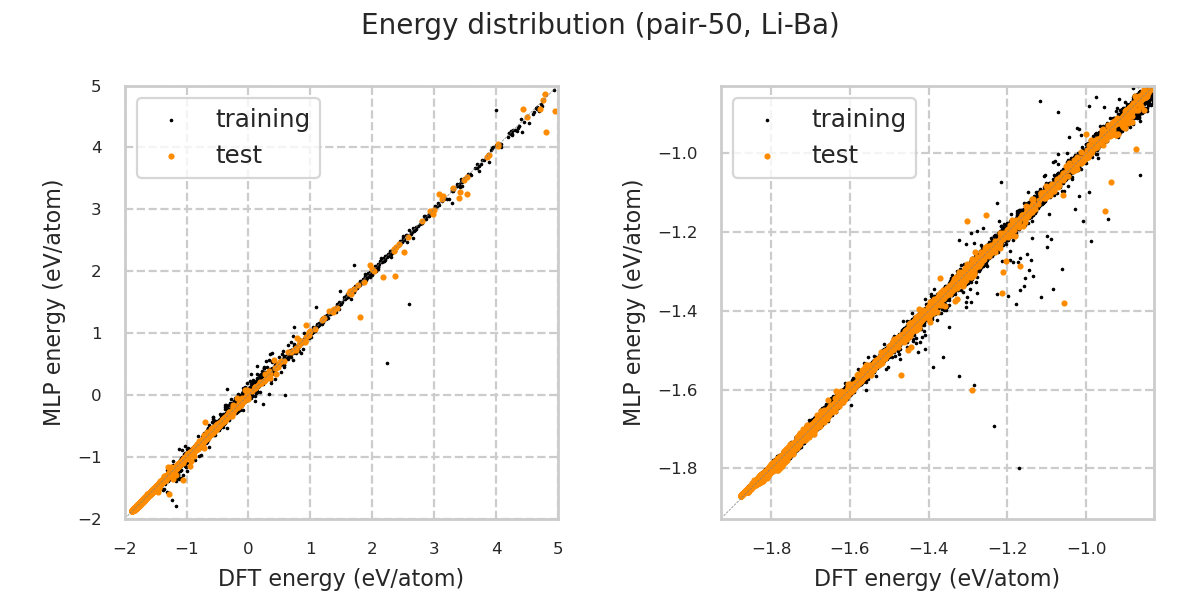 Energy distribution (pair-50, Li-Ba)
training
test
5
4
3
2
1
0
−1
−2
−2
−1
0
1
2
3
4
5
MLP energy (eV/atom)
DFT energy (eV/atom)
training
test
−1.0
−1.2
−1.4
−1.6
−1.8
−1.8
−1.6
−1.4
−1.2
−1.0
MLP energy (eV/atom)
DFT energy (eV/atom)